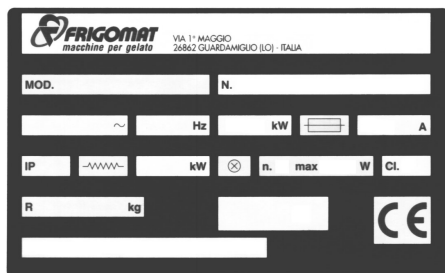 FRIGOMAT
macchine per gelato
VIA 1° MAGGIO
26862 GUARDAMIGLIO (LO) - ITALIA
MOD. N.
~ Hz kW A
IP kW n. max W Cl.
R kg
CE